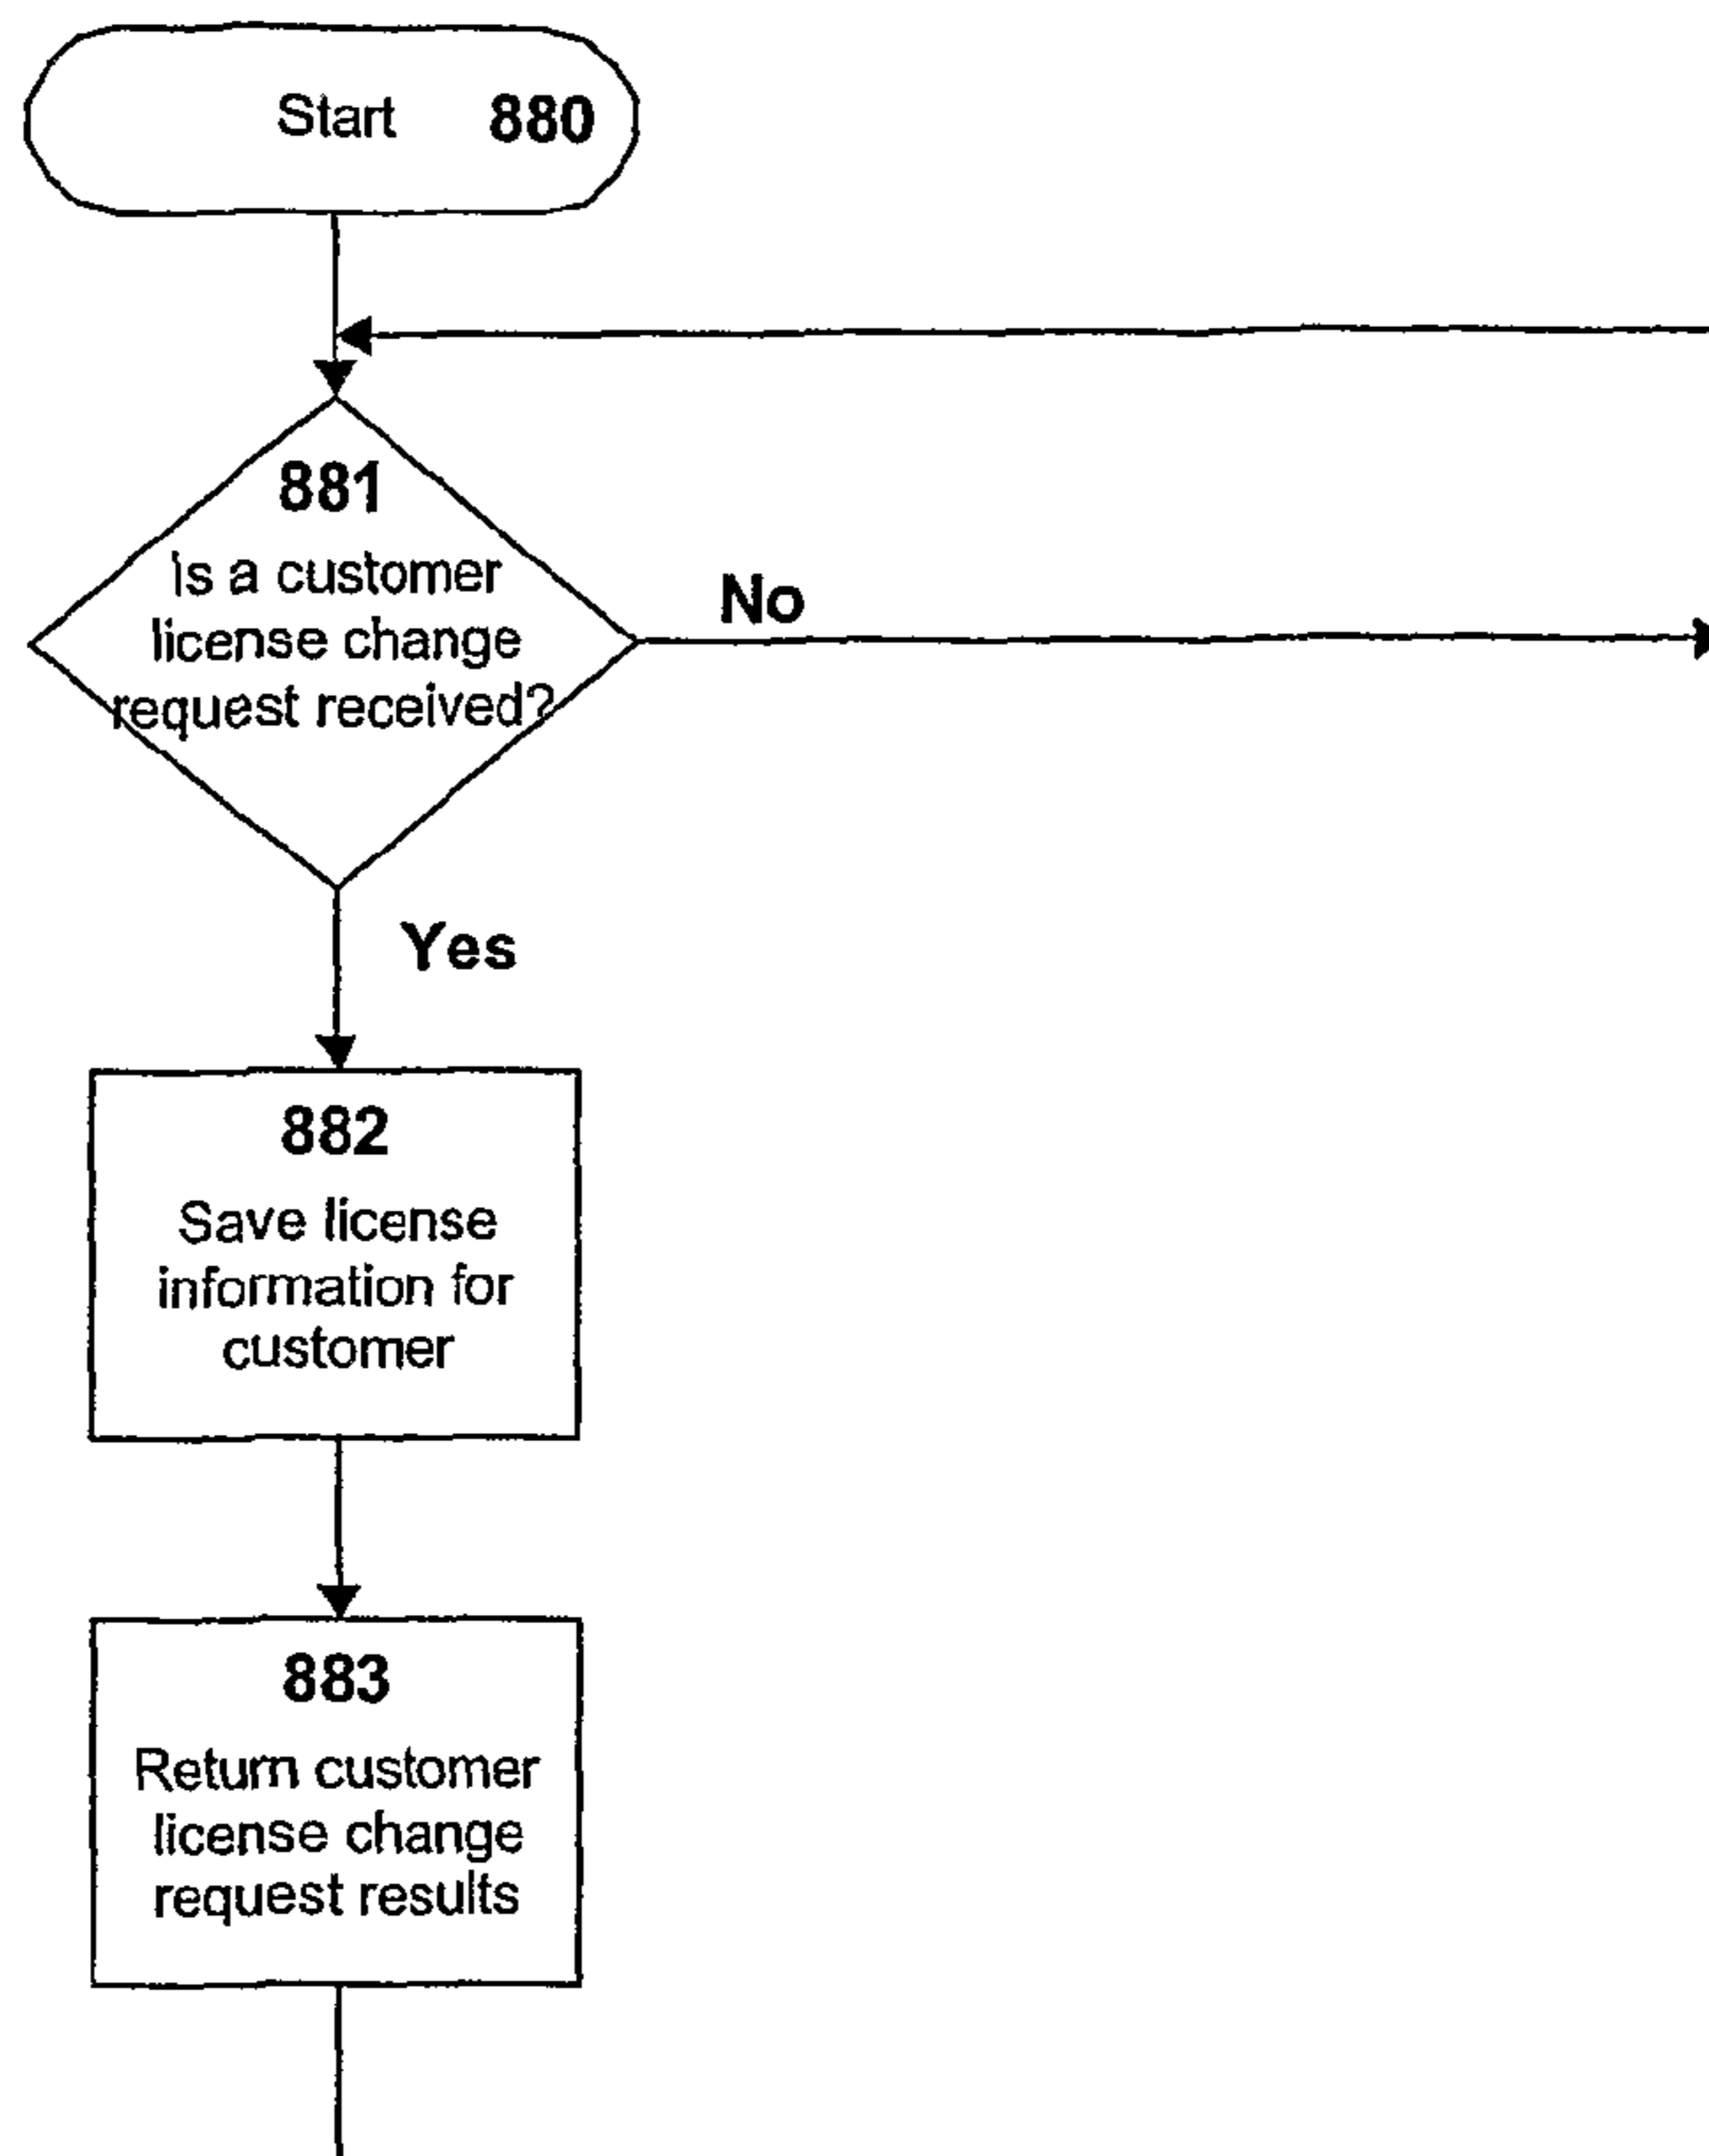 Start 880
881
Is a customer
license change
request received?
No
Yes
882
Save license
information for
customer
883
Return customer
license change
request results